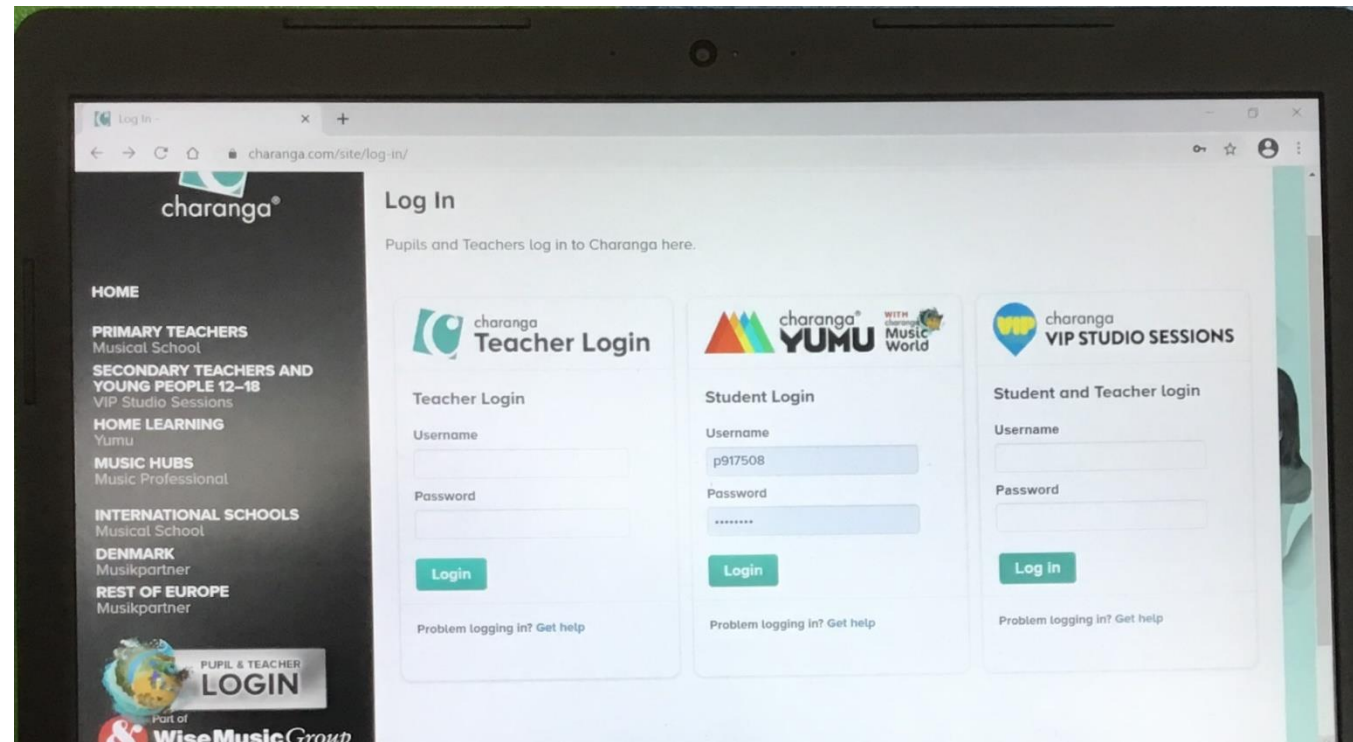 Log In -
charanga.com/site/log-in/
charanga®
HOME
PRIMARY TEACHERS
Musical School
SECONDARY TEACHERS AND
YOUNG PEOPLE 12–18
VIP Studio Sessions
HOME LEARNING
Yumu
MUSIC HUBS
Music Professional
INTERNATIONAL SCHOOLS
Musical School
DENMARK
Musikpartner
REST OF EUROPE
Musikpartner
PUPIL & TEACHER
LOGIN
Part of
WiseMusicGroup
Log In
Pupils and Teachers log in to Charanga here.
charanga
Teacher Login
Teacher Login
Username
Password
Login
Problem logging in? Get help
charanga®
YUMU
WITH
charanga
Music
World
Student Login
Username
p917508
Password
••••••••
Login
Problem logging in? Get help
VIP
charanga
VIP STUDIO SESSIONS
Student and Teacher login
Username
Password
Log in
Problem logging in? Get help